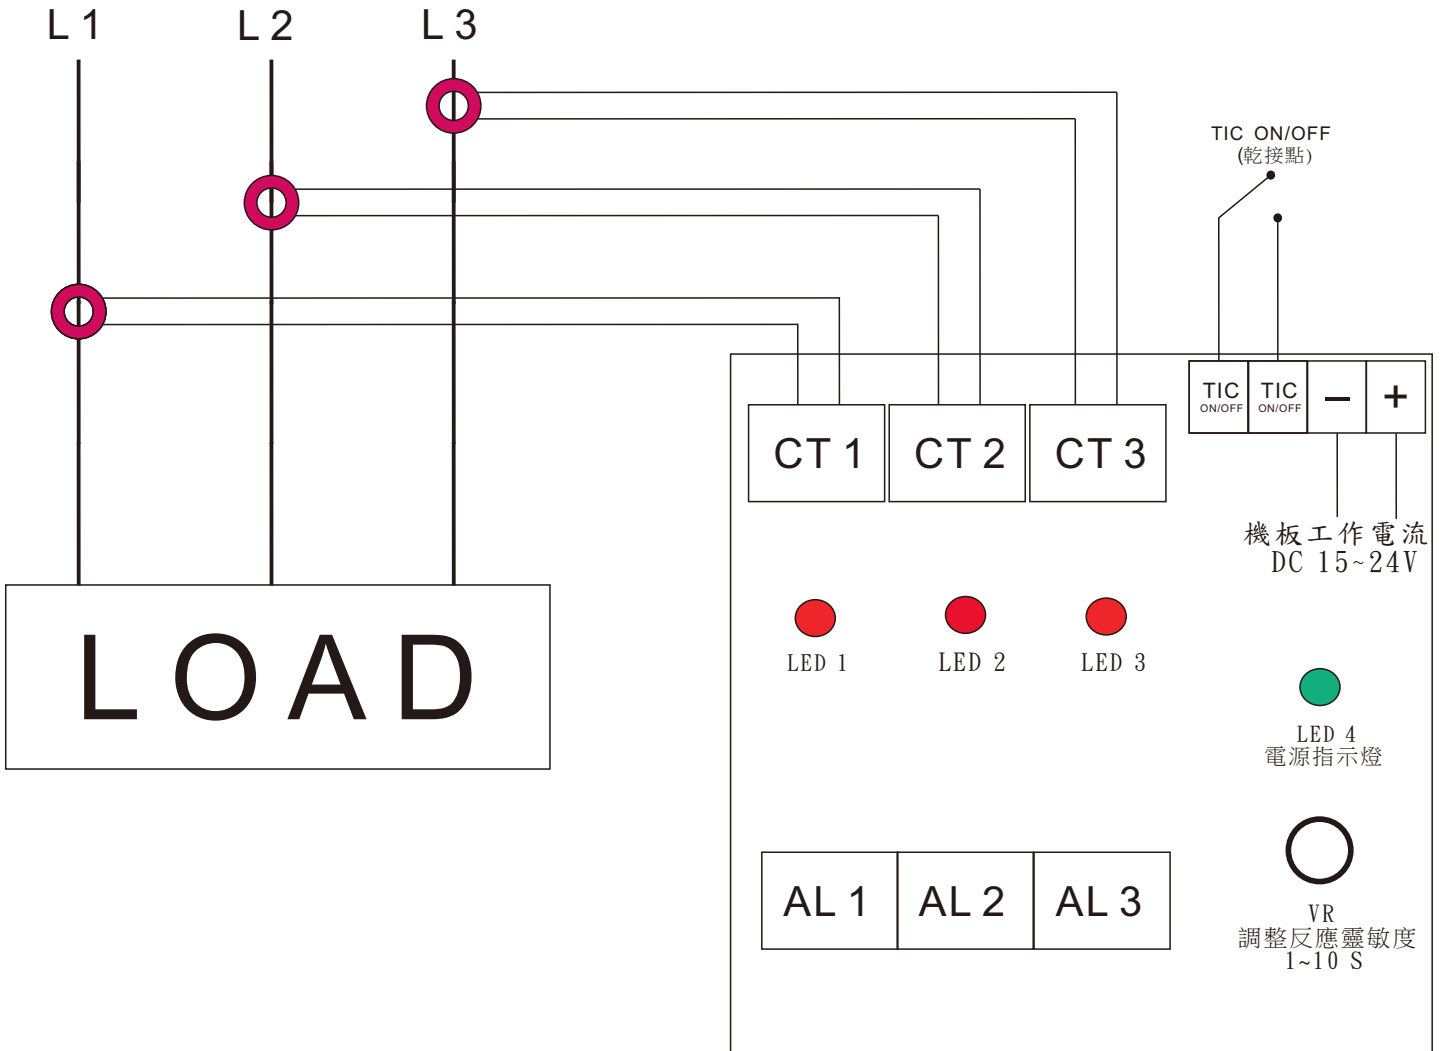 L 1
L 2
L 3
TIC ON/OFF
(乾接點)
TIC
ON/OFF
TIC
ON/OFF
−
+
CT 1
CT 2
CT 3
機板工作電流
DC 15~24V
LED 1
LED 2
LED 3
LOAD
LED 4
電源指示燈
AL 1
AL 2
AL 3
VR
調整反應靈敏度
1~10 S